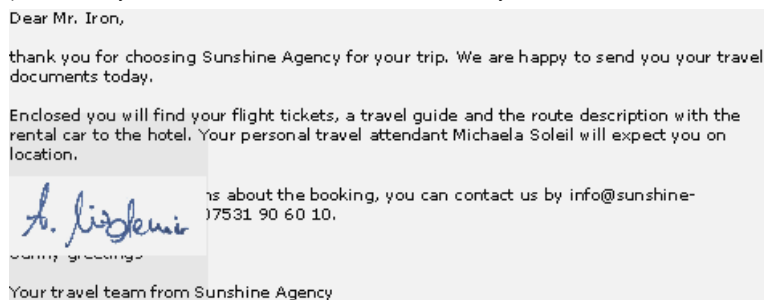 Dear Mr. Iron,
thank you for choosing Sunshine Agency for your trip. We are happy to send you your travel
documents today.
Enclosed you will find your flight tickets, a travel guide and the route description with the
rental car to the hotel. Your personal travel attendant Michaela Soleil will expect you on
location.
about the booking, you can contact us by info@sunshine-
07531 90 60 10.
Sunny greetings
Your travel team from Sunshine Agency